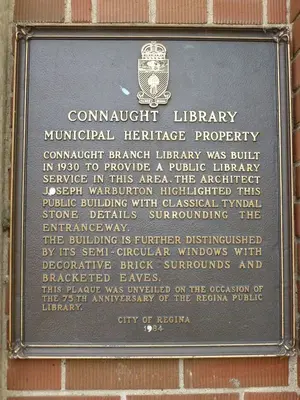 CONNAUGHT LIBRARY
MUNICIPAL HERITAGE PROPERTY
CONNAUGHT BRANCH LIBRARY WAS BUILT
IN 1930 TO PROVIDE A PUBLIC LIBRARY
SERVICE IN THIS AREA. THE ARCHITECT
JOSEPH WARBURTON HIGHLIGHTED THIS
PUBLIC BUILDING WITH CLASSICAL TYNDAL
STONE DETAILS SURROUNDING THE
ENTRANCEWAY.
THE BUILDING IS FURTHER DISTINGUISHED
BY ITS SEMI-CIRCULAR WINDOWS WITH
DECORATIVE BRICK SURROUNDS AND
BRACKETED EAVES.
THIS PLAQUE WAS UNVEILED ON THE OCCASION
OF THE 75TH ANNIVERSARY OF THE REGINA PUBLIC
LIBRARY.
CITY OF REGINA
1984